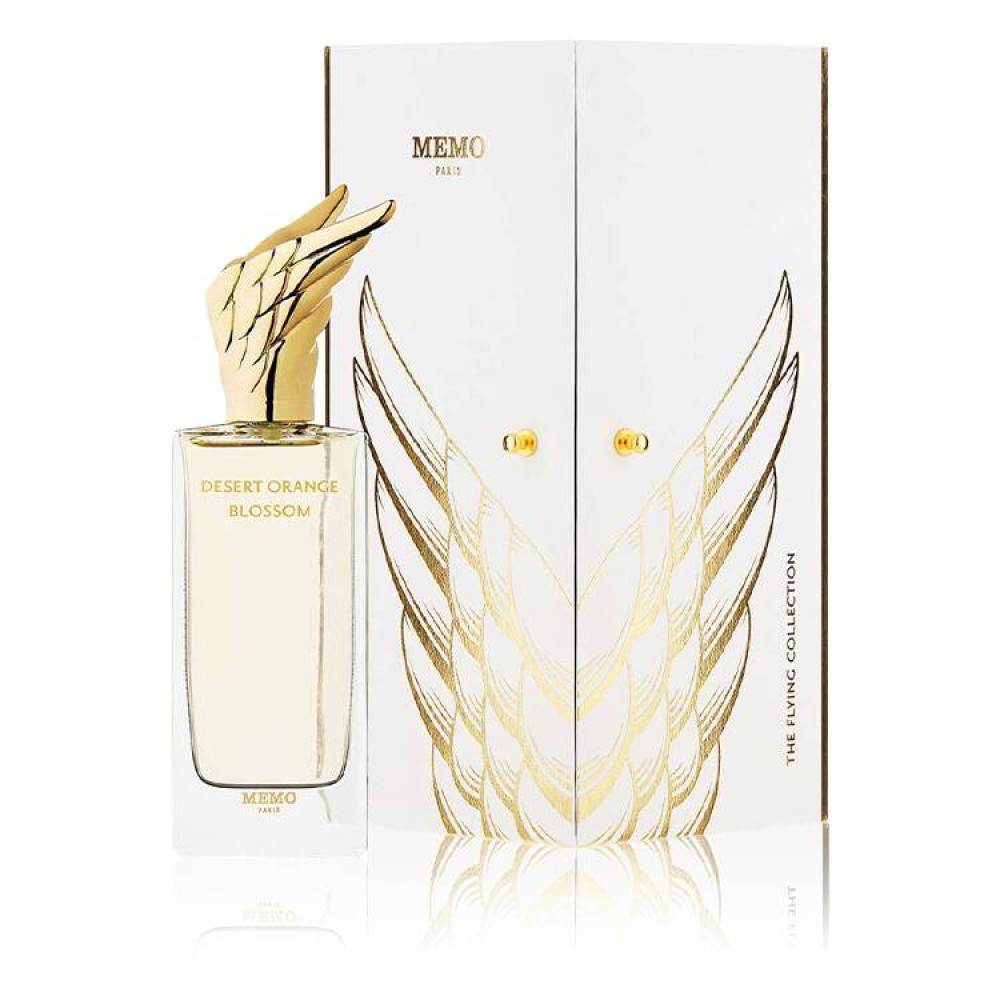 MEMO
PARIS
DESERT ORANGE
BLOSSOM
MEMO
PARIS
THE FLYING COLLECTION